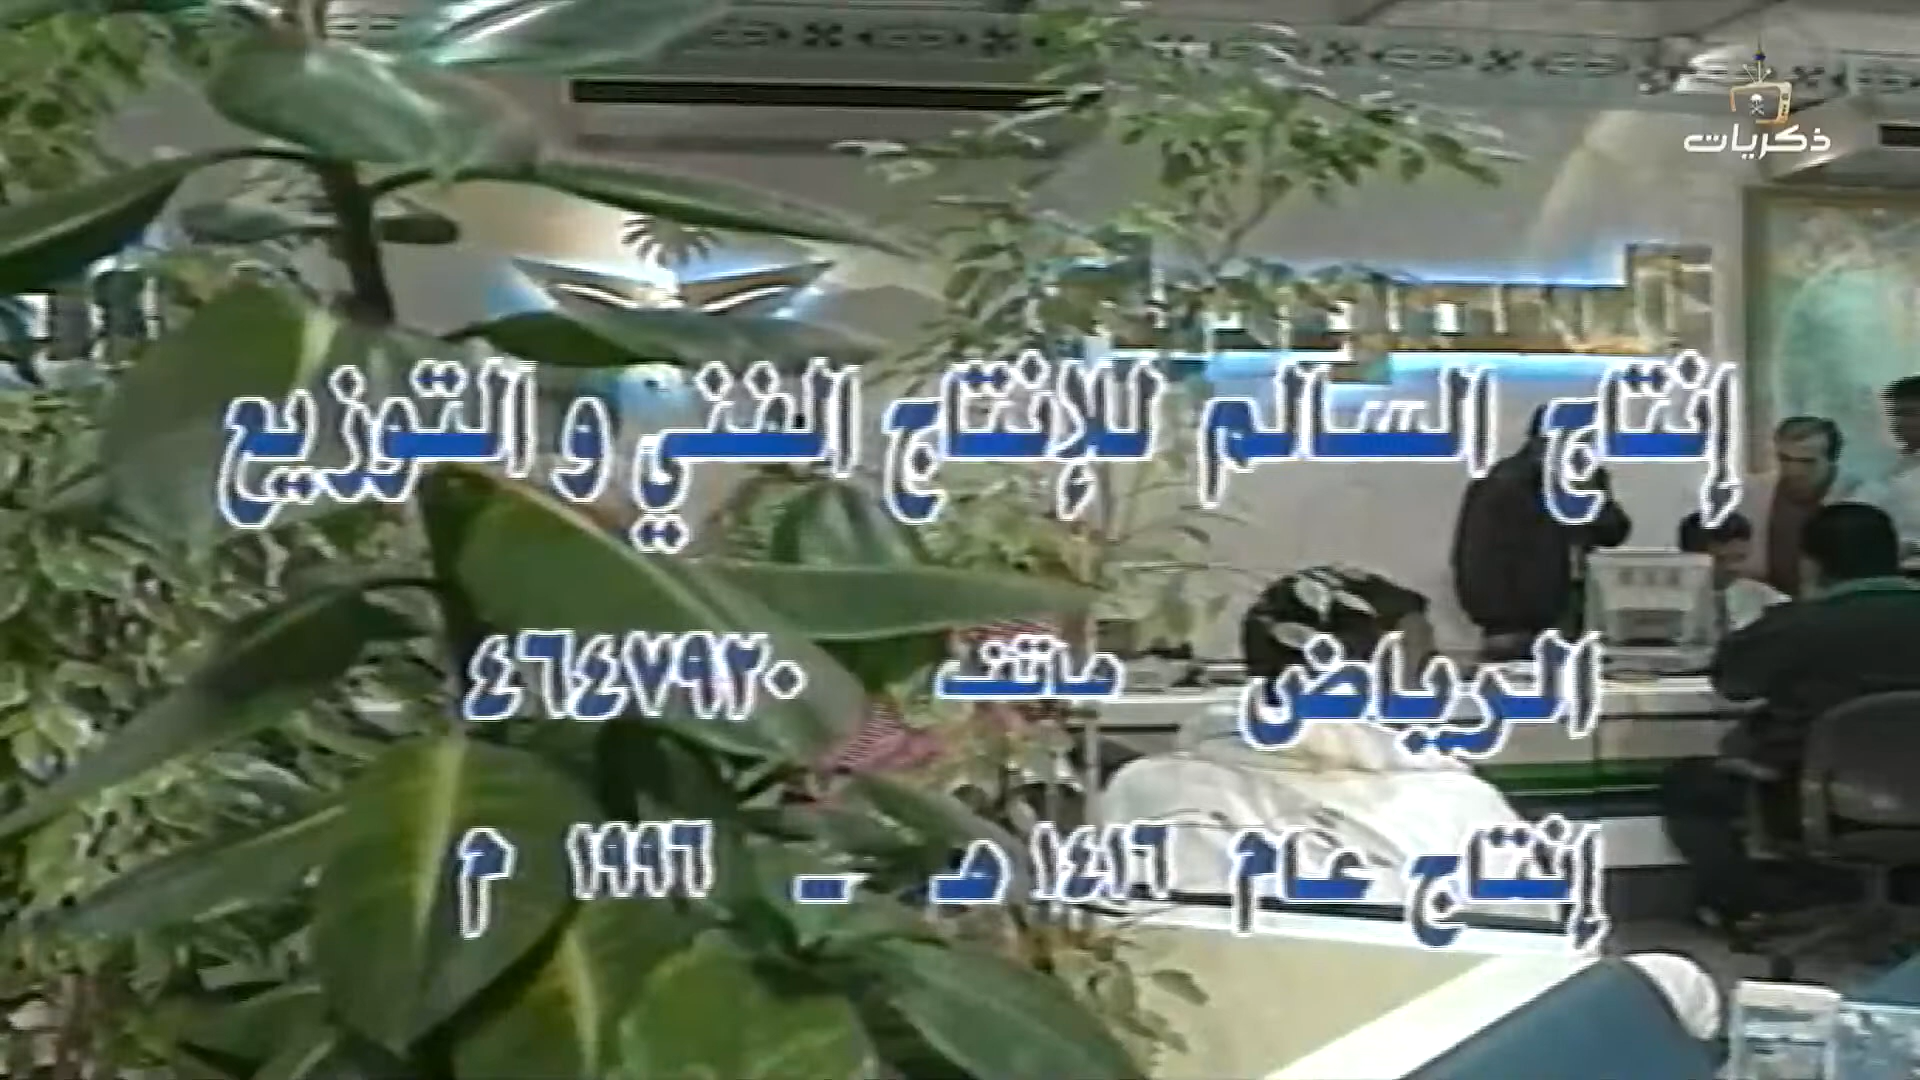 ذكريات
إنتاج السالم للإنتاج الفني و التوزيع
الرياض هاتف ٤٦٤٧٩٢٠
إنتاج عام ١٤١٦ هـ - ١٩٩٦ م